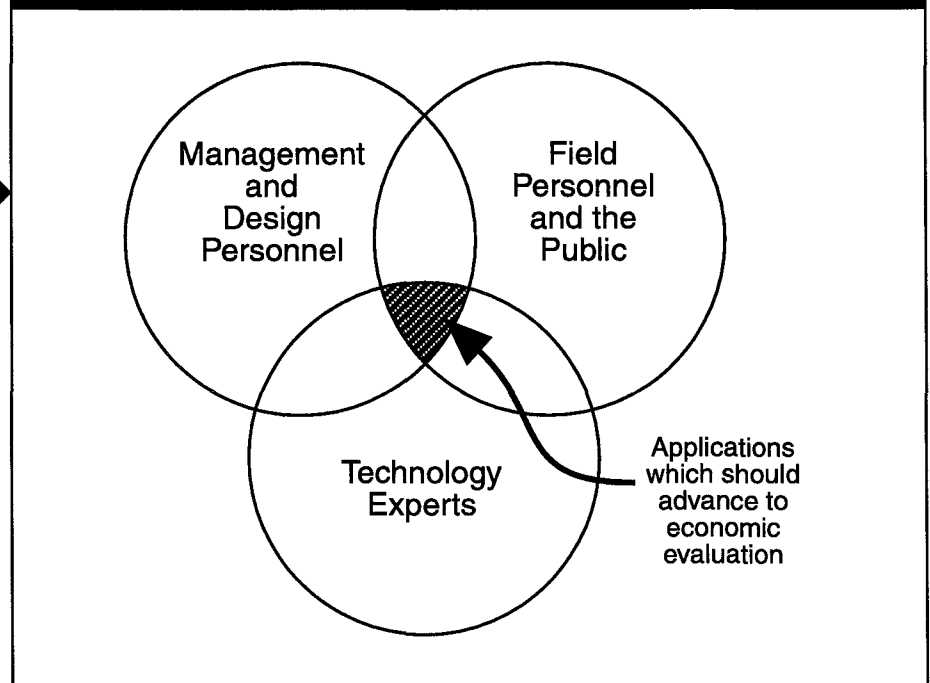 Management
and
Design
Personnel
Field
Personnel
and the
Public
Technology
Experts
Applications
which should
advance to
economic
evaluation